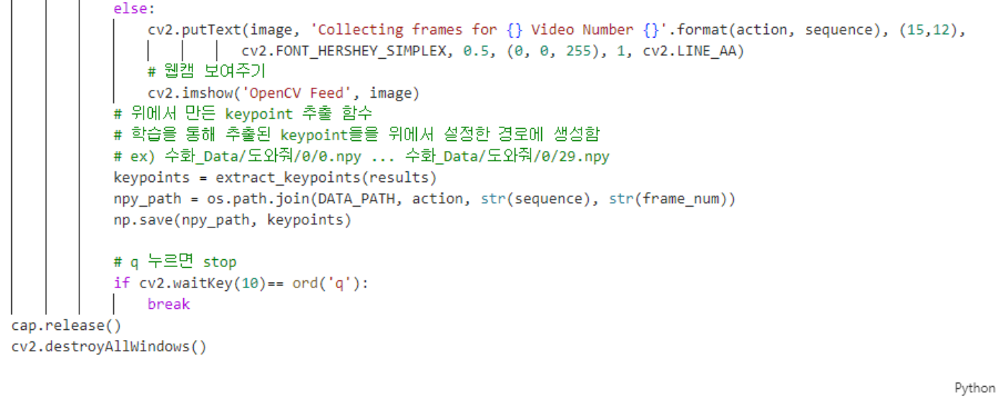 else:
cv2.putText(image, 'Collecting frames for {} Video Number {}'.format(action, sequence), (15,12),
cv2.FONT_HERSHEY_SIMPLEX, 0.5, (0, 0, 255), 1, cv2.LINE_AA)
# 웹캠 보여주기
cv2.imshow('OpenCV Feed', image)
# 위에서 만든 keypoint 추출 함수
# 학습을 통해 추출된 keypoint들을 위에서 설정한 경로에 생성함
# ex) 수화_Data/도와줘/0/0.npy ... 수화_Data/도와줘/0/29.npy
keypoints = extract_keypoints(results)
npy_path = os.path.join(DATA_PATH, action, str(sequence), str(frame_num))
np.save(npy_path, keypoints)
# q 누르면 stop
if cv2.waitKey(10)== ord('q'):
break
cap.release()
cv2.destroyAllWindows()
Python